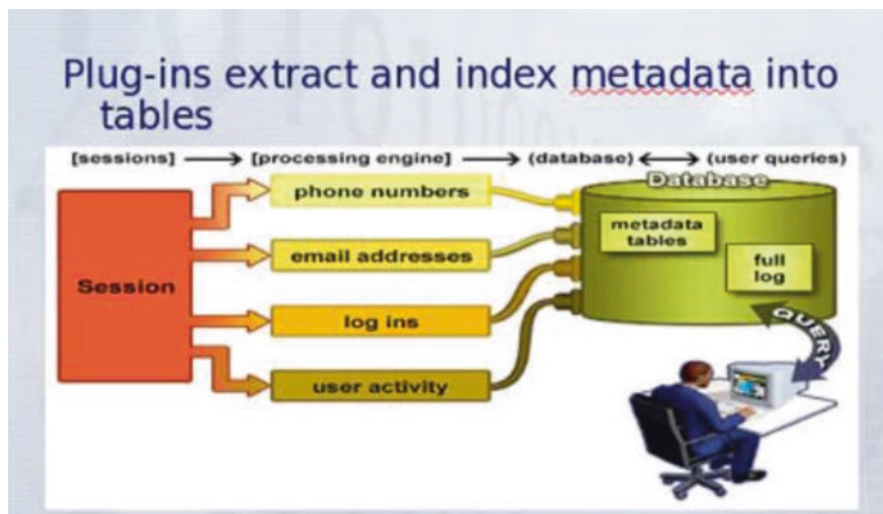 Plug-ins extract and index metadata into
tables
[sessions] → [processing engine] → (database) ↔ (user queries)
Database
phone numbers
metadata
tables
email addresses
full
log
Session
log ins
QUERY
user activity